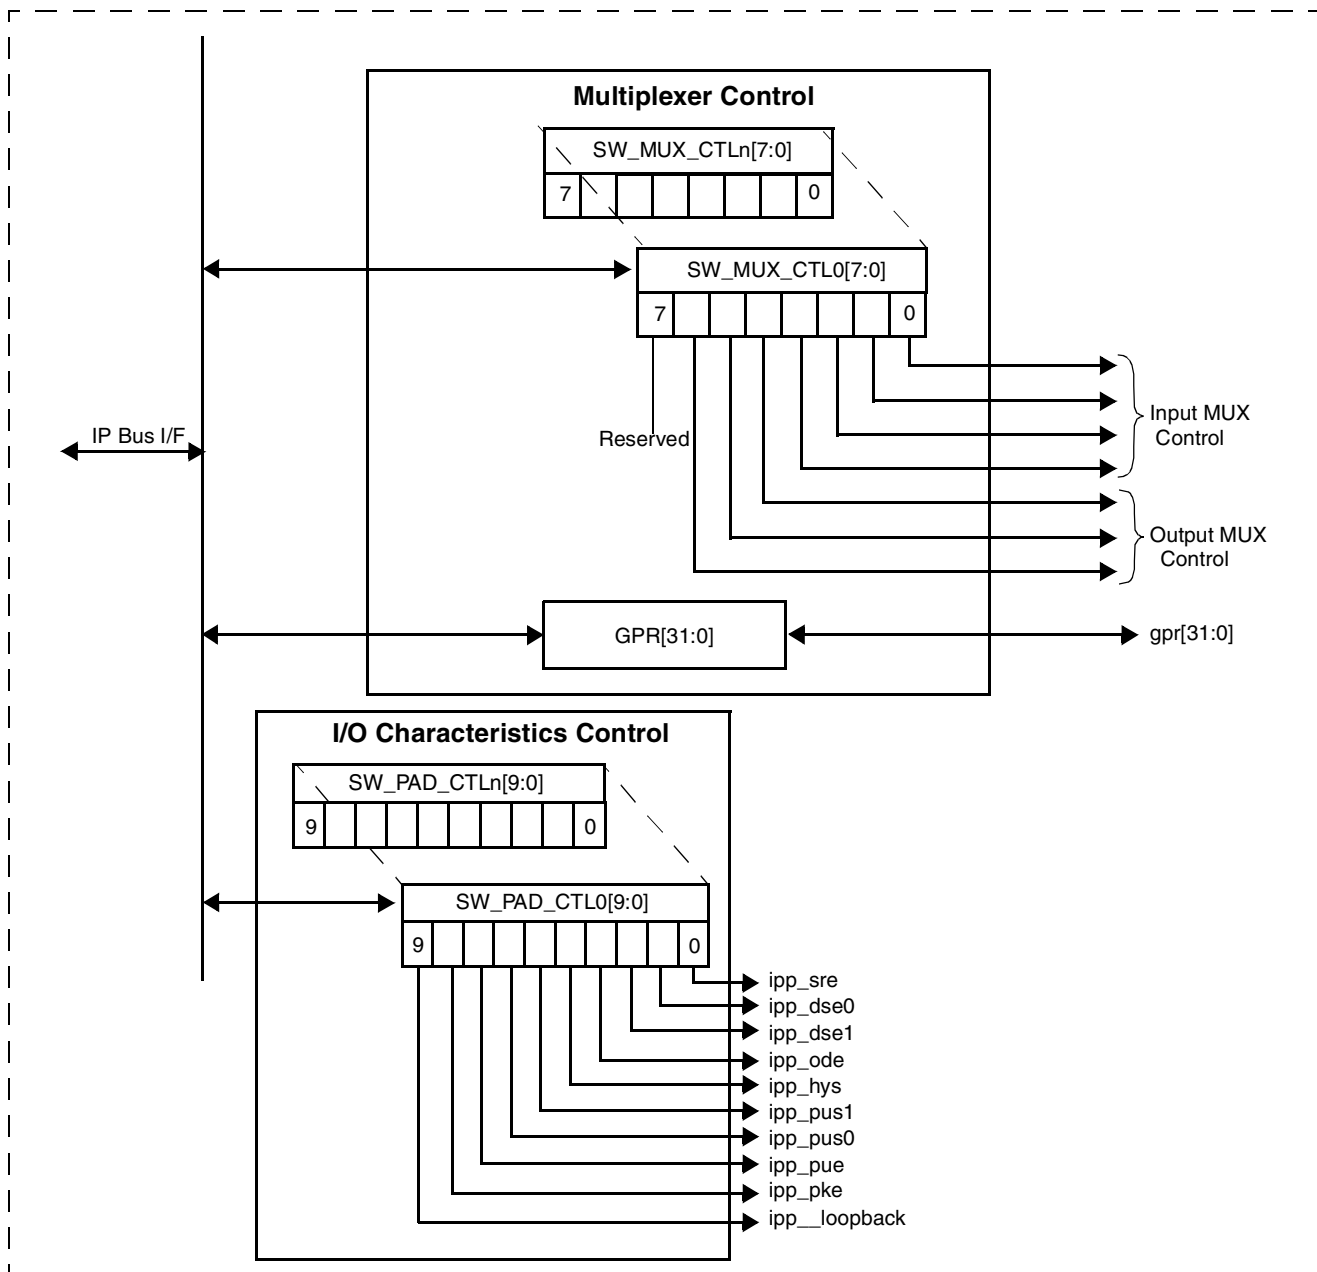 Multiplexer Control
SW_MUX_CTLn[7:0]
7 0
SW_MUX_CTL0[7:0]
7 0
Reserved
Input MUX
Control
IP Bus I/F
Output MUX
Control
GPR[31:0]
gpr[31:0]
I/O Characteristics Control
SW_PAD_CTLn[9:0]
9 0
SW_PAD_CTL0[9:0]
9 0
ipp_sre
ipp_dse0
ipp_dse1
ipp_ode
ipp_hys
ipp_pus1
ipp_pus0
ipp_pue
ipp_pke
ipp__loopback